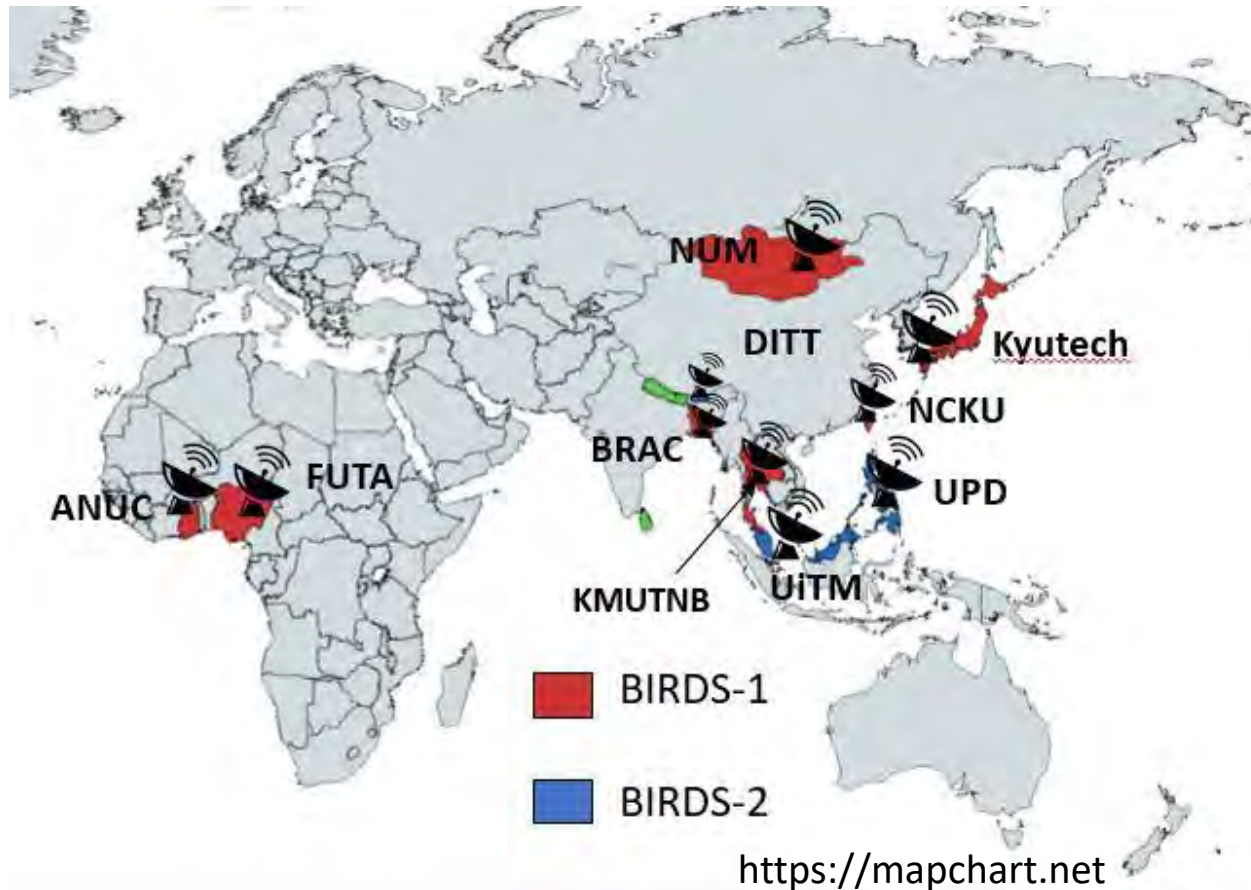 NUM
DITT
Kyutech
NCKU
BRAC
FUTA
ANUC
UPD
KMUTNB
UiTM
BIRDS-1
BIRDS-2
https://mapchart.net